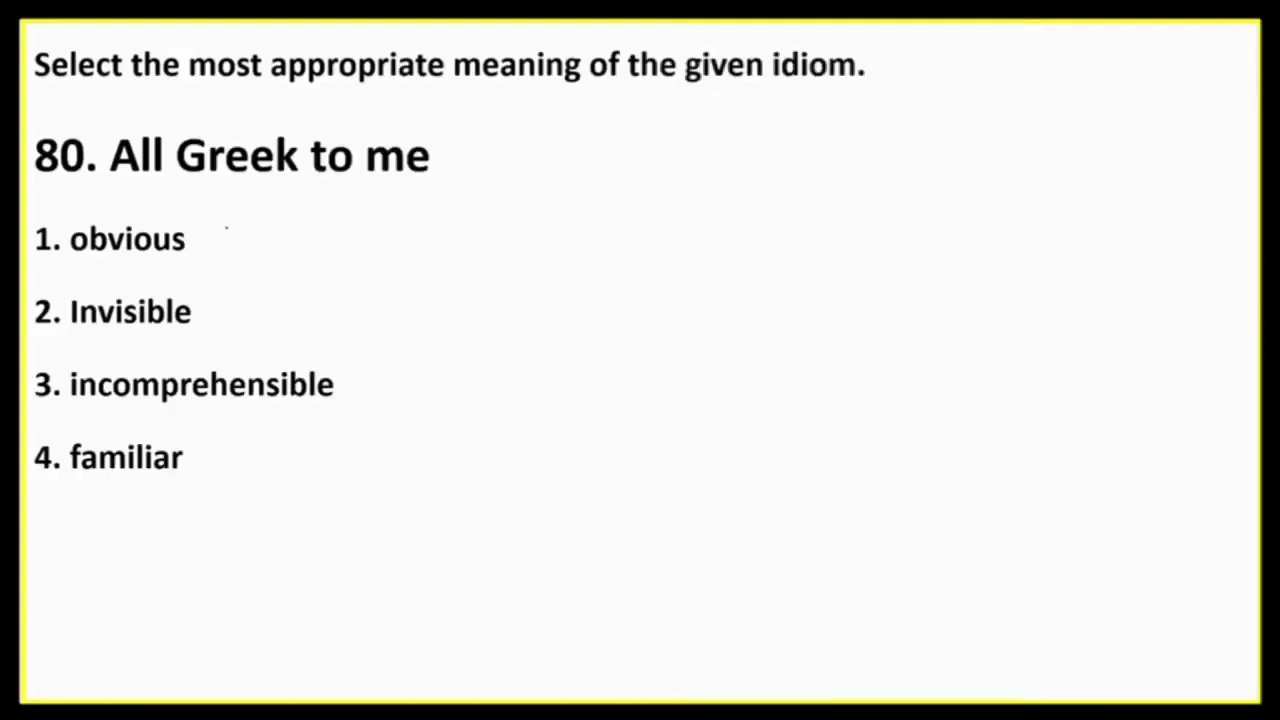 Select the most appropriate meaning of the given idiom.
80. All Greek to me
1. obvious
2. Invisible
3. incomprehensible
4. familiar